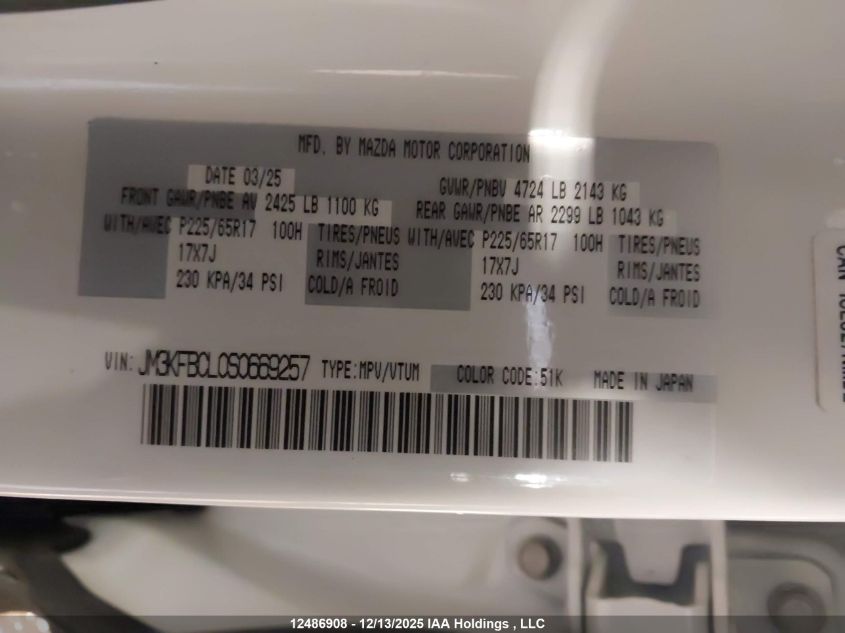 MFD. BY MAZDA MOTOR CORPORATION
DATE 03/25 GVWR/PNBV 4724 LB 2143 KG
FRONT GAWR/PNBE AV 2425 LB 1100 KG REAR GAWR/PNBE AR 2299 LB 1043 KG
WITH/AVEC P225/65R17 100H TIRES/PNEUS WITH/AVEC P225/65R17 100H TIRES/PNEUS
17X7J RIMS/JANTES 17X7J RIMS/JANTES
230 KPA/34 PSI COLD/A FROID 230 KPA/34 PSI COLD/A FROID
VIN: JM3KFBCL0S0669257 TYPE:MPV/VTUM COLOR CODE:51K MADE IN JAPAN
CAN
12486908 - 12/13/2025 IAA Holdings , LLC